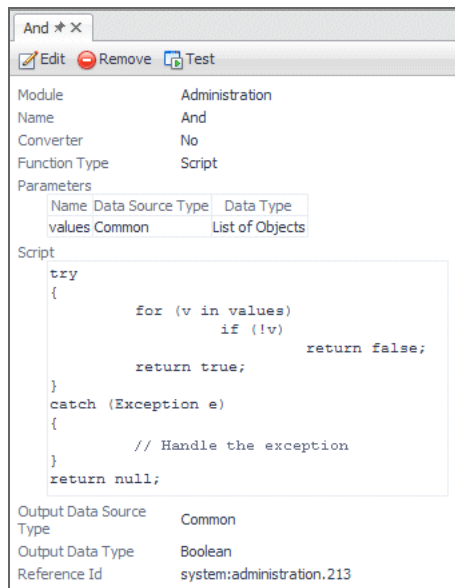 And
Edit Remove Test
Module Administration
Name And
Converter No
Function Type Script
Parameters
Name Data Source Type Data Type
values Common List of Objects
Script
try
{
for (v in values)
if (!v)
return false;
return true;
}
catch (Exception e)
{
// Handle the exception
}
return null;
Output Data Source
Type Common
Output Data Type Boolean
Reference Id system:administration.213